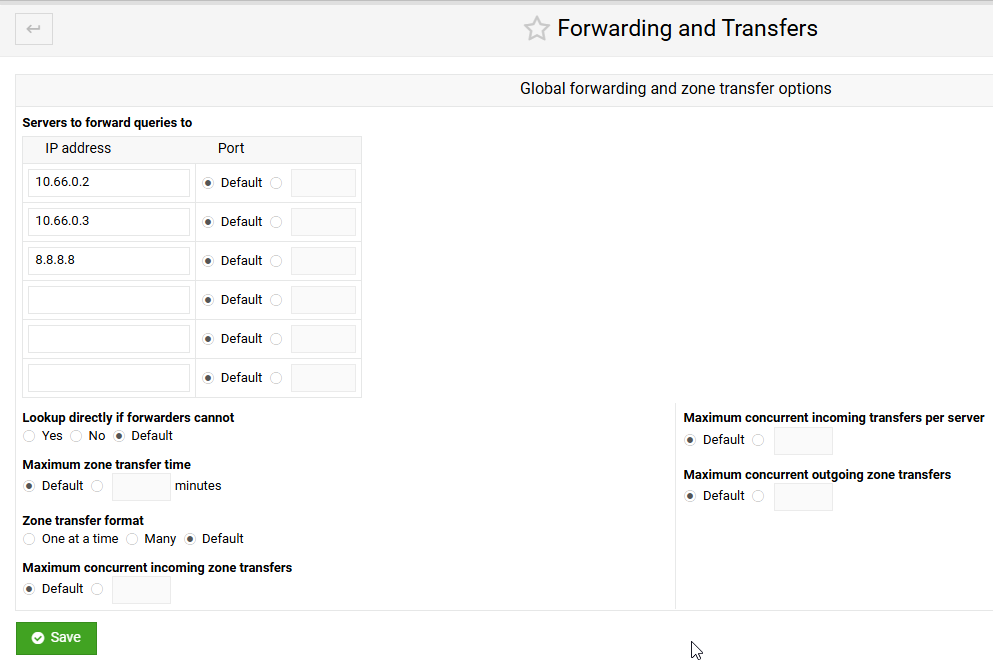 Forwarding and Transfers
Global forwarding and zone transfer options
Servers to forward queries to
IP address Port
10.66.0.2 Default
10.66.0.3 Default
8.8.8.8 Default
Default
Default
Default
Lookup directly if forwarders cannot
Yes No Default
Maximum zone transfer time
Default minutes
Zone transfer format
One at a time Many Default
Maximum concurrent incoming zone transfers
Default
Maximum concurrent incoming transfers per server
Default
Maximum concurrent outgoing zone transfers
Default
Save